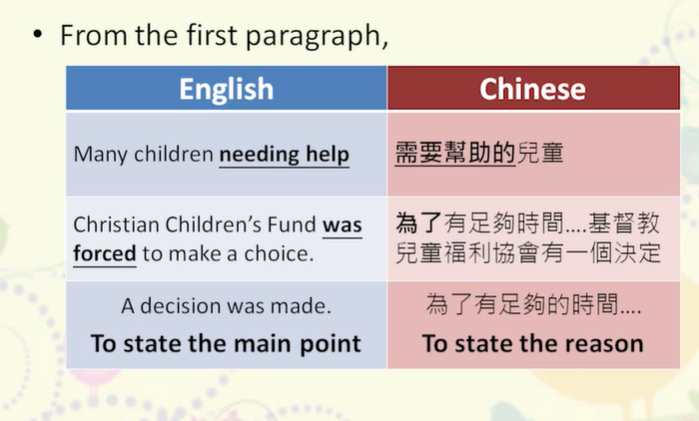 • From the first paragraph,
English
Chinese
Many children needing help
需要幫助的兒童
Christian Children’s Fund was
forced to make a choice.
為了有足夠時間....基督教
兒童福利協會有一個決定
A decision was made.
To state the main point
為了有足夠的時間....
To state the reason